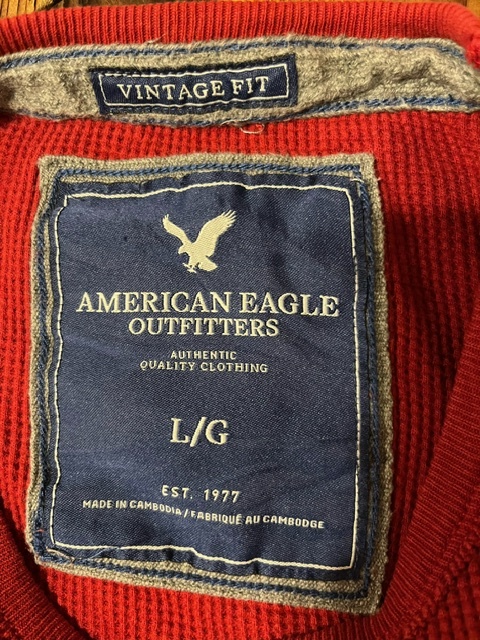 VINTAGE FIT
AMERICAN EAGLE
OUTFITTERS
AUTHENTIC
QUALITY CLOTHING
L/G
EST. 1977
MADE IN CAMBODIA / FABRIQUÉ AU CAMBODGE